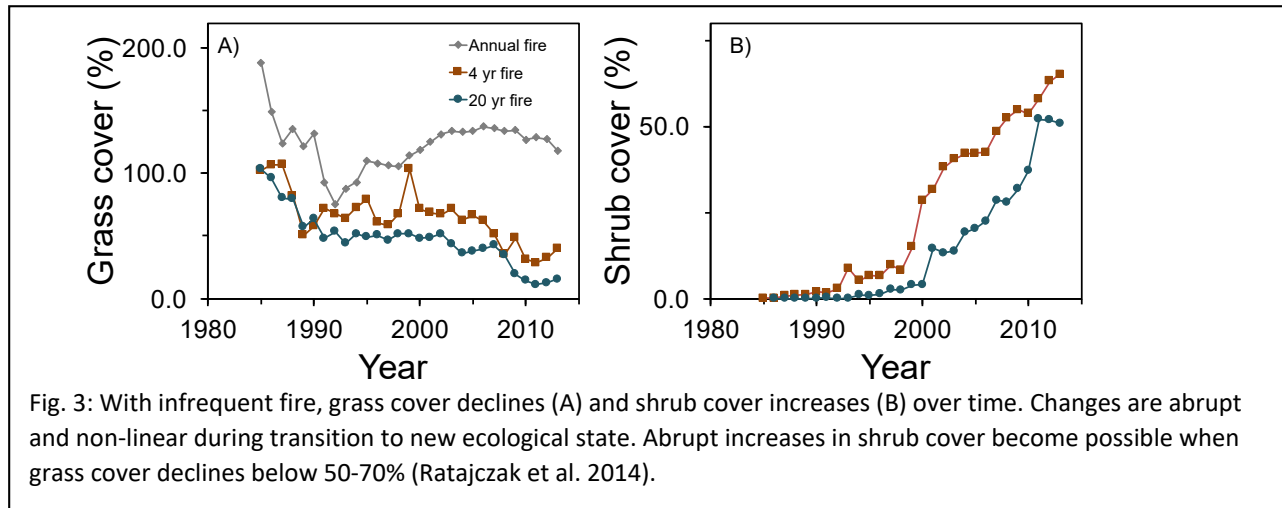 A)
Annual fire
4 yr fire
20 yr fire
Grass cover (%)
200.0
100.0
0.0
1980 1990 2000 2010
Year
B)
Shrub cover (%)
50.0
0.0
1980 1990 2000 2010
Year
Fig. 3: With infrequent fire, grass cover declines (A) and shrub cover increases (B) over time. Changes are abrupt
and non-linear during transition to new ecological state. Abrupt increases in shrub cover become possible when
grass cover declines below 50-70% (Ratajczak et al. 2014).